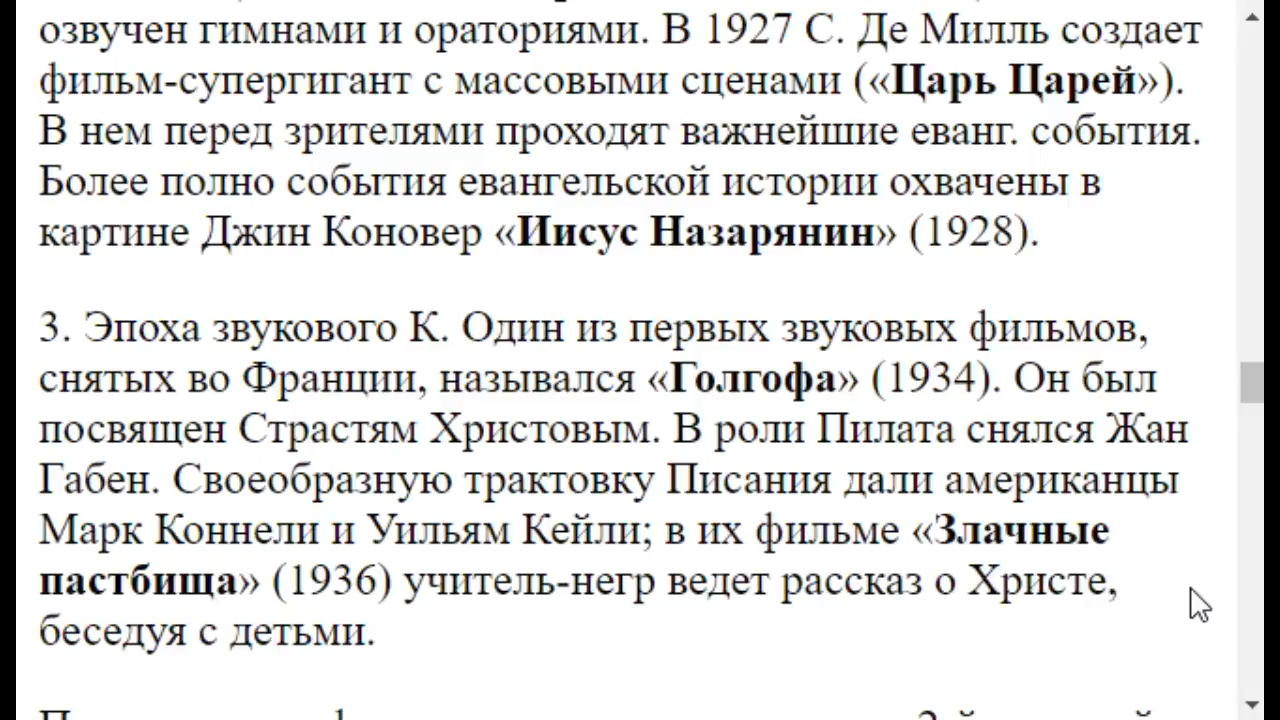 озвучен гимнами и ораториями. В 1927 С. Де Милль создает
фильм-супергигант с массовыми сценами («Царь Царей»).
В нем перед зрителями проходят важнейшие еванг. события.
Более полно события евангельской истории охвачены в
картине Джин Коновер «Иисус Назарянин» (1928).
3. Эпоха звукового К. Один из первых звуковых фильмов,
снятых во Франции, назывался «Голгофа» (1934). Он был
посвящен Страстям Христовым. В роли Пилата снялся Жан
Габен. Своеобразную трактовку Писания дали американцы
Марк Коннели и Уильям Кейли; в их фильме «Злачные
пастбища» (1936) учитель-негр ведет рассказ о Христе,
беседуя с детьми.